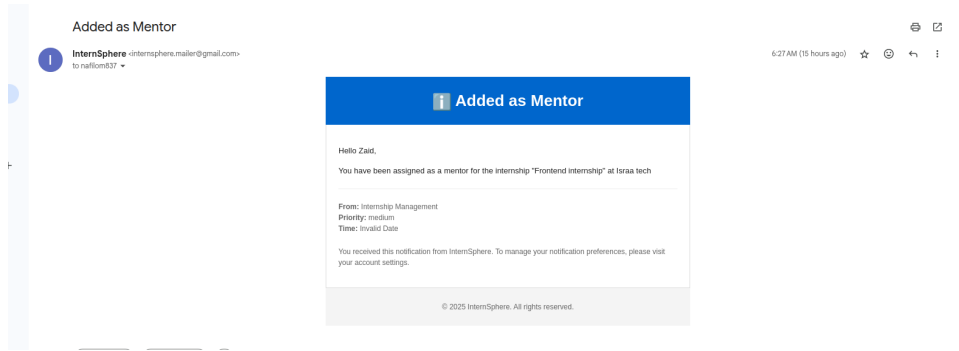 Added as Mentor
I
InternSphere <internsphere.mailer@gmail.com>
6:27 AM (15 hours ago)
to nafilom837
i Added as Mentor
Hello Zaid,
You have been assigned as a mentor for the internship "Frontend internship" at Israa tech
From: Internship Management
Priority: medium
Time: Invalid Date
You received this notification from InternSphere. To manage your notification preferences, please visit
your account settings.
© 2025 InternSphere. All rights reserved.